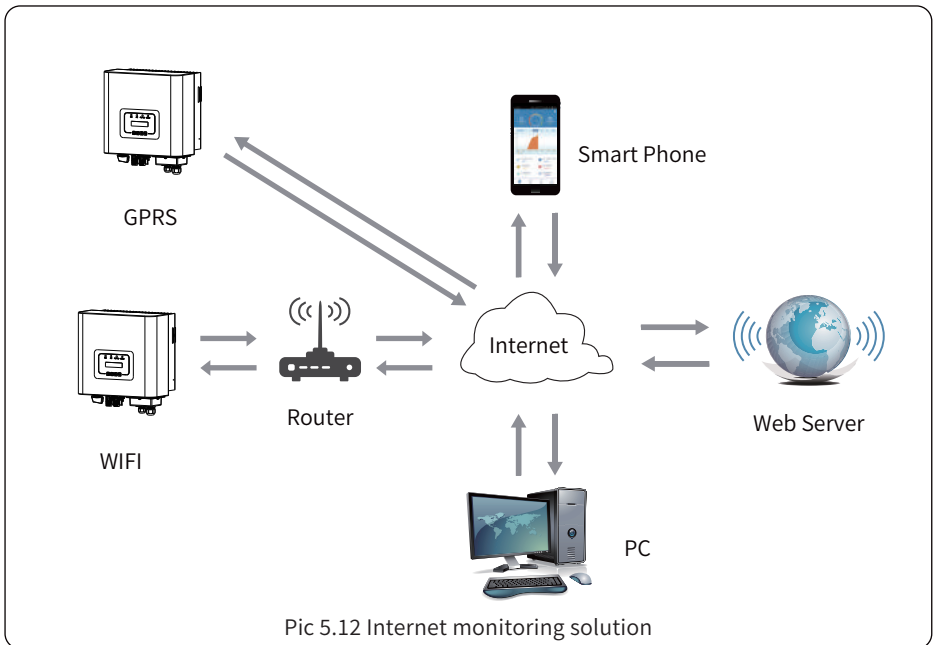 GPRS
Smart Phone
Internet
WIFI
Router
Web Server
PC
Pic 5.12 Internet monitoring solution